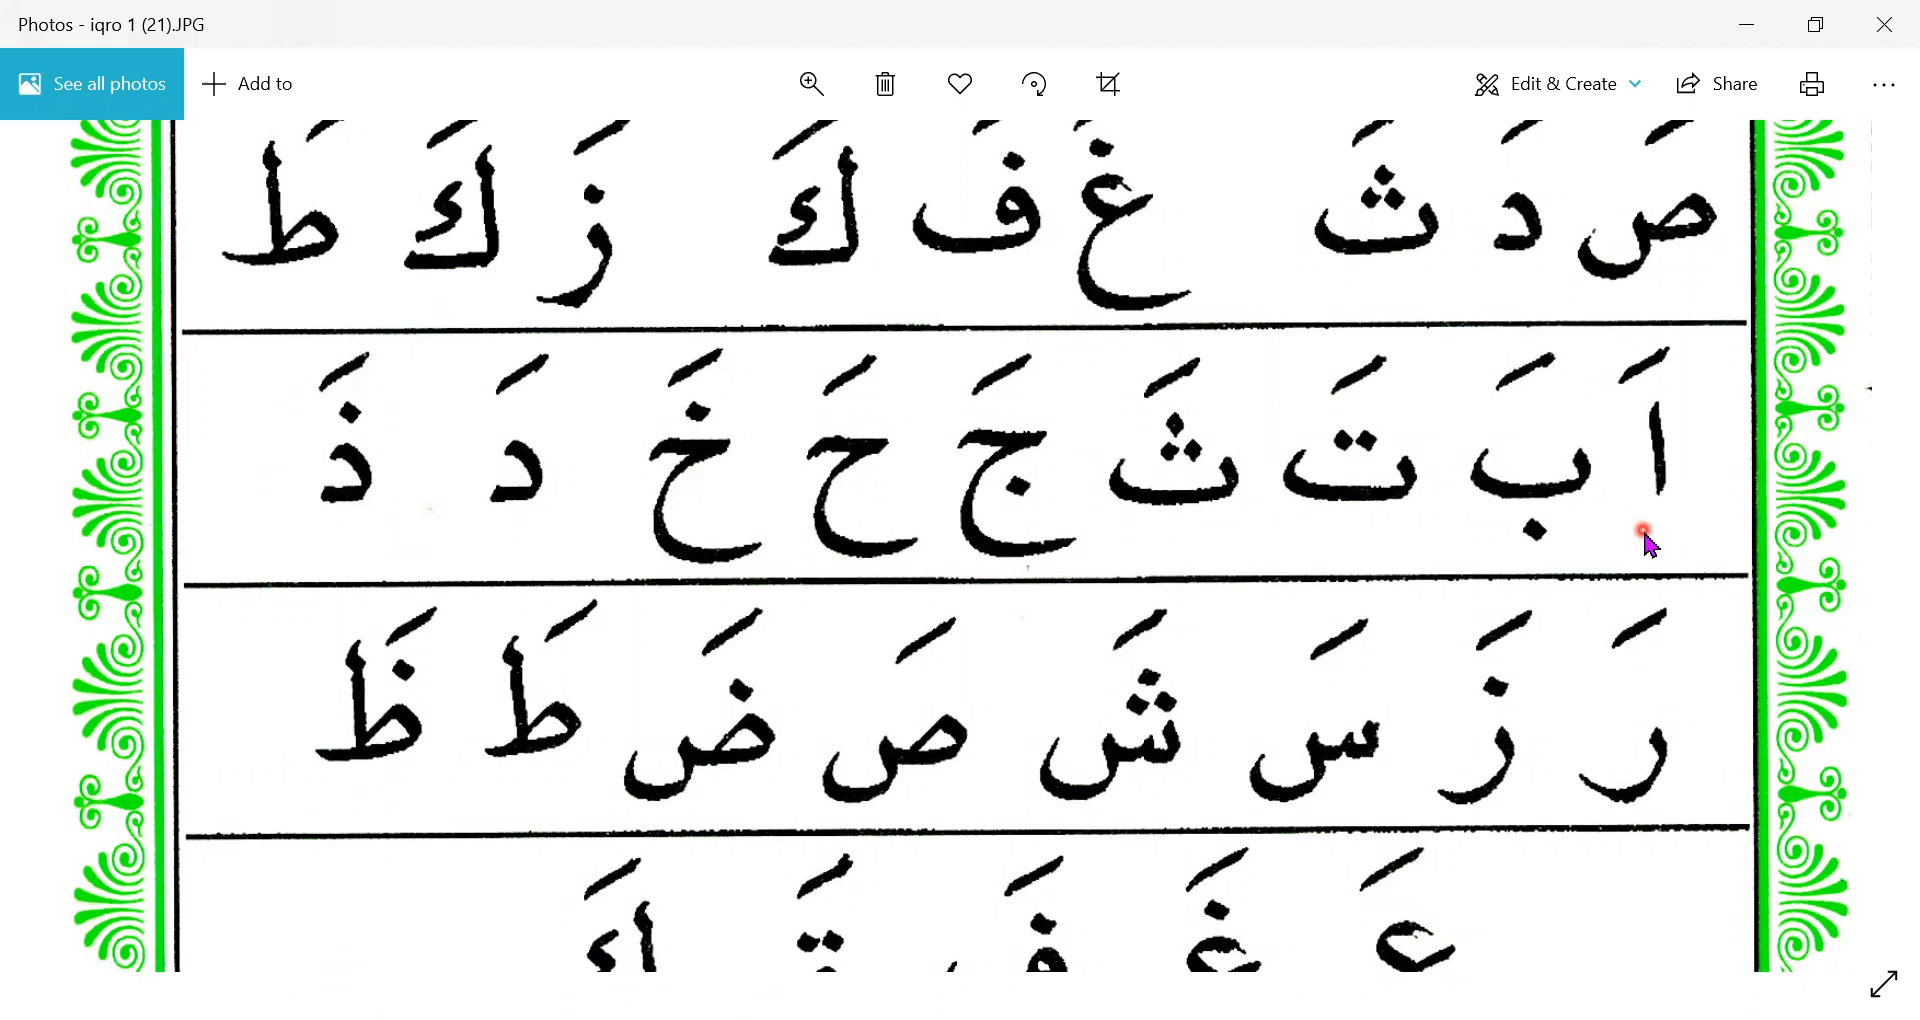 Photos - iqro 1 (21).JPG
See all photos
Add to
Edit & Create
Share
صَ دَ ثَ غَ فَ كَ زَ كَ طَ
اَ بَ تَ ثَ جَ حَ خَ دَ ذَ
رَ زَ سَ شَ صَ ضَ طَ ظَ
عَ غَ فَ قَ كَ